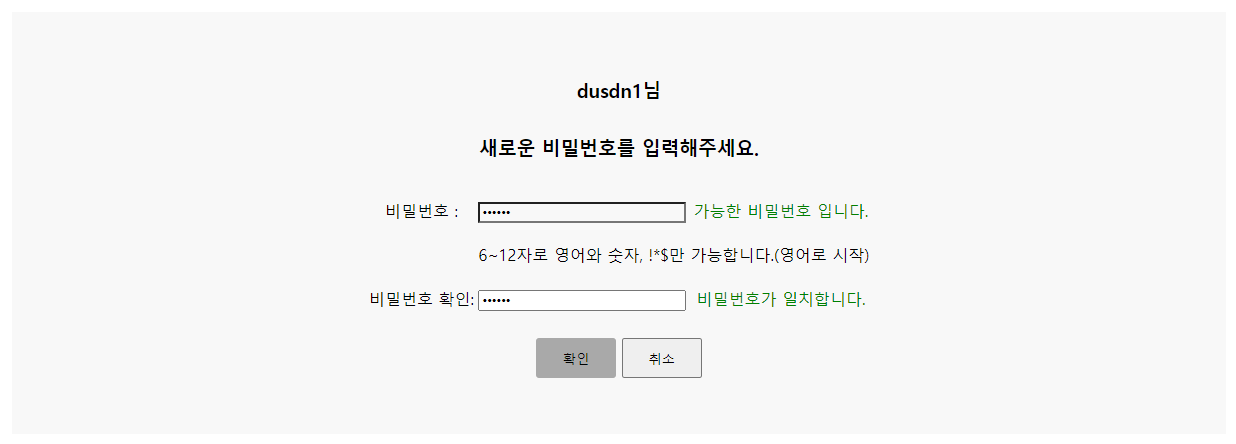 dusdn1님
새로운 비밀번호를 입력해주세요.
비밀번호 : •••••• 가능한 비밀번호 입니다.
6~12자로 영어와 숫자, !*$만 가능합니다.(영어로 시작)
비밀번호 확인: •••••• 비밀번호가 일치합니다.
확인 취소